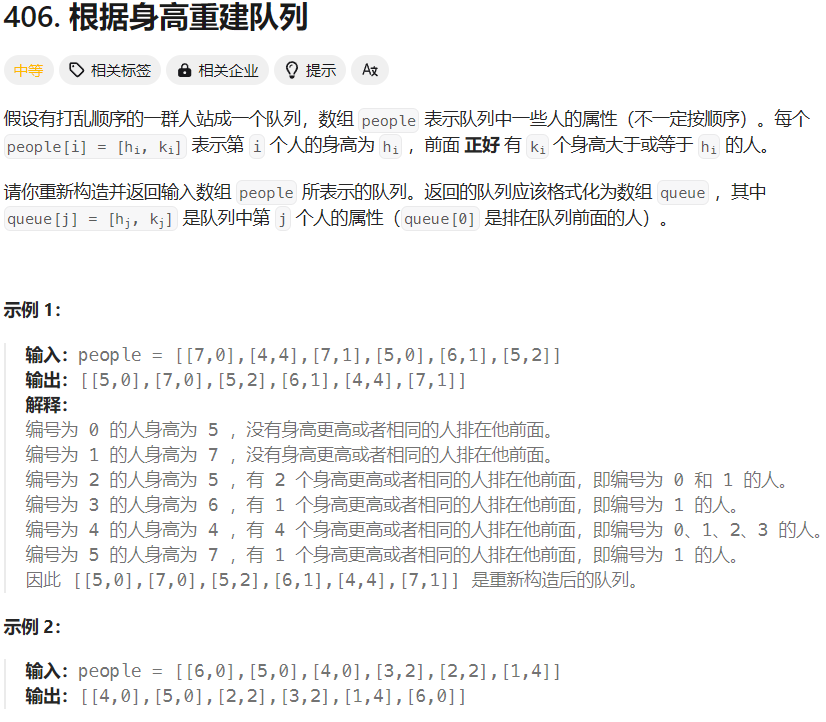 406. 根据身高重建队列
中等 相关标签 相关企业 提示 Aあ
假设有打乱顺序的一群人站成一个队列，数组 people 表示队列中一些人的属性（不一定按顺序）。每个
people[i] = [hi, ki] 表示第 i 个人的身高为 hi ，前面 正好 有 ki 个身高大于或等于 hi 的人。
请你重新构造并返回输入数组 people 所表示的队列。返回的队列应该格式化为数组 queue ，其中
queue[j] = [hj, kj] 是队列中第 j 个人的属性（queue[0] 是排在队列前面的人）。
示例 1：
输入：people = [[7,0],[4,4],[7,1],[5,0],[6,1],[5,2]]
输出：[[5,0],[7,0],[5,2],[6,1],[4,4],[7,1]]
解释：
编号为 0 的人身高为 5 ，没有身高更高或者相同的人排在他前面。
编号为 1 的人身高为 7 ，没有身高更高或者相同的人排在他前面。
编号为 2 的人身高为 5 ，有 2 个身高更高或者相同的人排在他前面，即编号为 0 和 1 的人。
编号为 3 的人身高为 6 ，有 1 个身高更高或者相同的人排在他前面，即编号为 1 的人。
编号为 4 的人身高为 4 ，有 4 个身高更高或者相同的人排在他前面，即编号为 0、1、2、3 的人。
编号为 5 的人身高为 7 ，有 1 个身高更高或者相同的人排在他前面，即编号为 1 的人。
因此 [[5,0],[7,0],[5,2],[6,1],[4,4],[7,1]] 是重新构造后的队列。
示例 2：
输入：people = [[6,0],[5,0],[4,0],[3,2],[2,2],[1,4]]
输出：[[4,0],[5,0],[2,2],[3,2],[1,4],[6,0]]